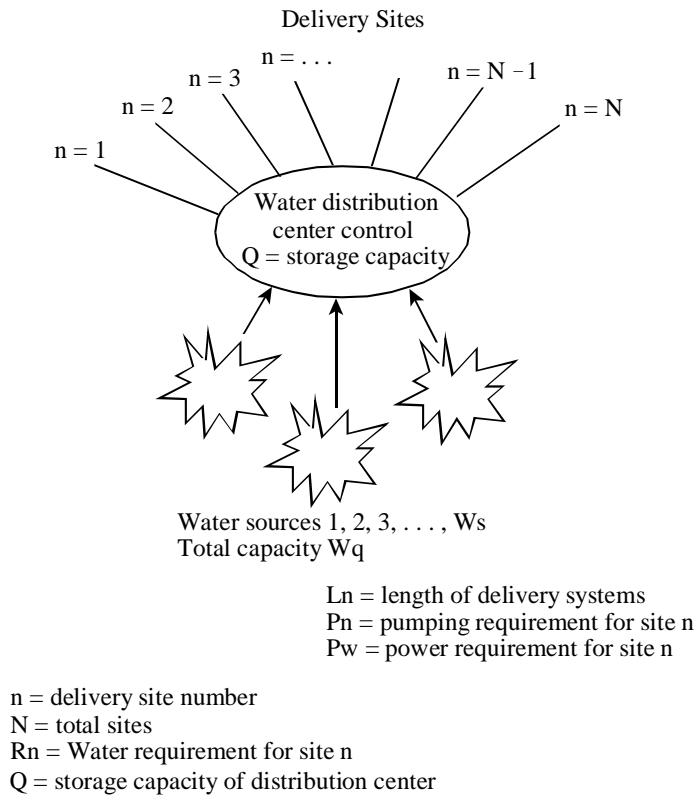 Delivery Sites
n = . . .
n = N − 1
n = 3
n = 2
n = N
n = 1
Water distribution
center control
Q = storage capacity
Water sources 1, 2, 3, . . . , Ws
Total capacity Wq
Ln = length of delivery systems
Pn = pumping requirement for site n
Pw = power requirement for site n
n = delivery site number
N = total sites
Rn = Water requirement for site n
Q = storage capacity of distribution center